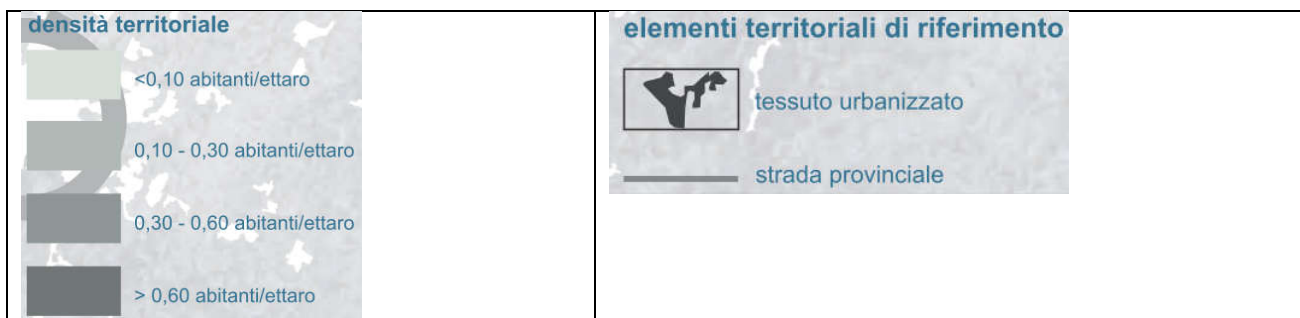 densità territoriale
<0,10 abitanti/ettaro
0,10 - 0,30 abitanti/ettaro
0,30 - 0,60 abitanti/ettaro
> 0,60 abitanti/ettaro
elementi territoriali di riferimento
tessuto urbanizzato
strada provinciale